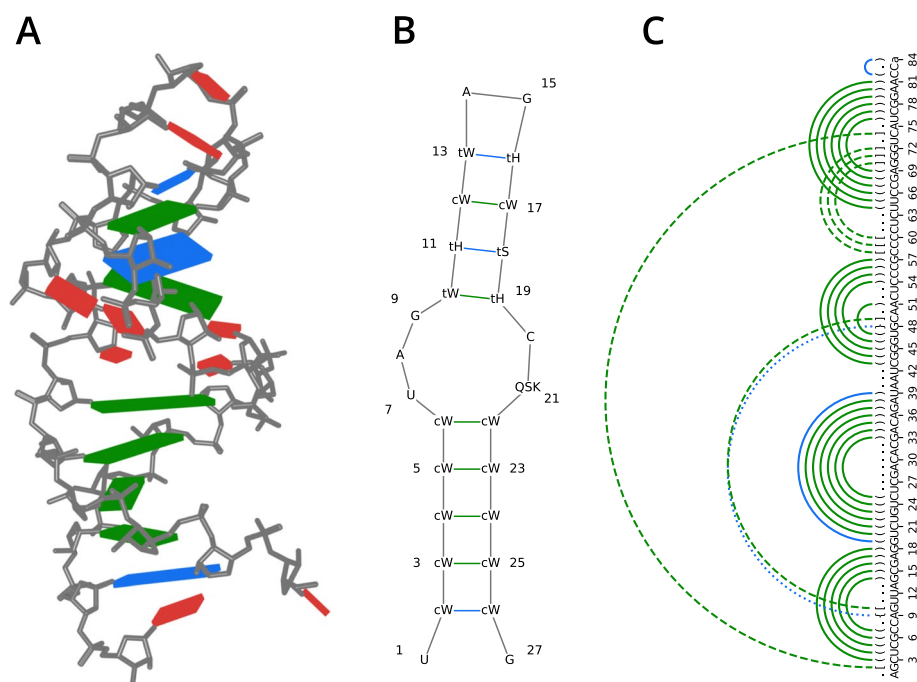 A
B
C
A
G
15
13
tW
tH
cW
cW
17
11
tH
tS
9
tW
tH
19
G
C
A
QSK
21
7
U
cW
cW
5
cW
cW
23
cW
cW
3
cW
cW
25
cW
cW
1
U
G
27
AGCUCGCCAGUUAGCGAGGUCUGUCUCGACACGACAGAUAAUCGGGUGCAACUCCCGCCCCUCUUCCGAGGGUCAUCGGAACCa
3 6 9 12 15 18 21 24 27 30 33 36 39 42 45 48 51 54 57 60 63 66 69 72 75 78 81 84